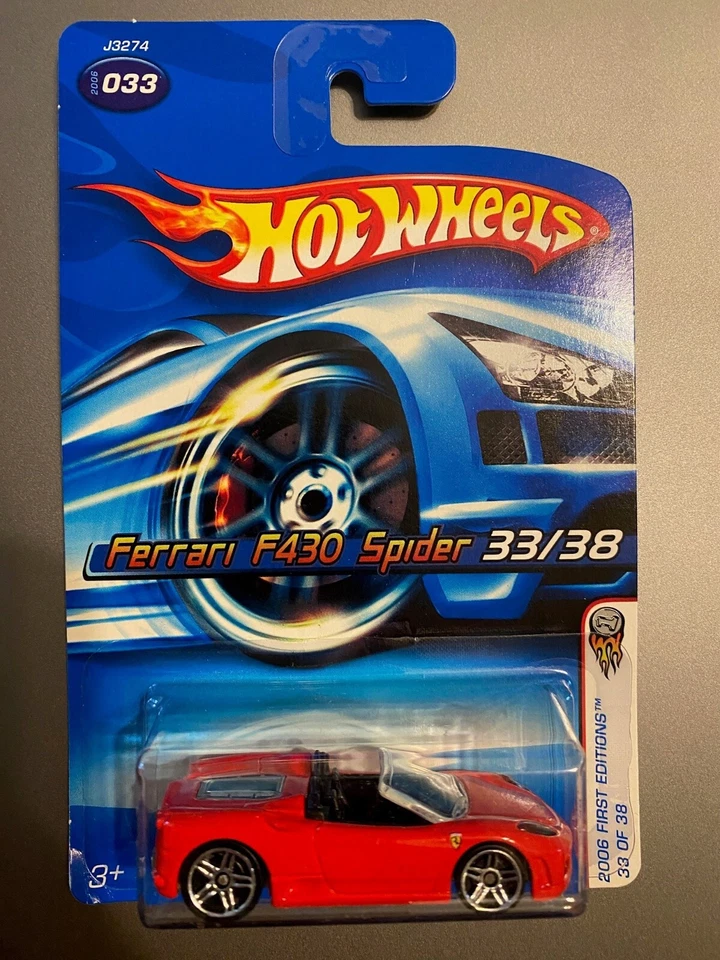 J3274
2006 033
HOT WHEELS®
Ferrari F430 Spider 33/38
2006 FIRST EDITIONS™
33 OF 38
3+